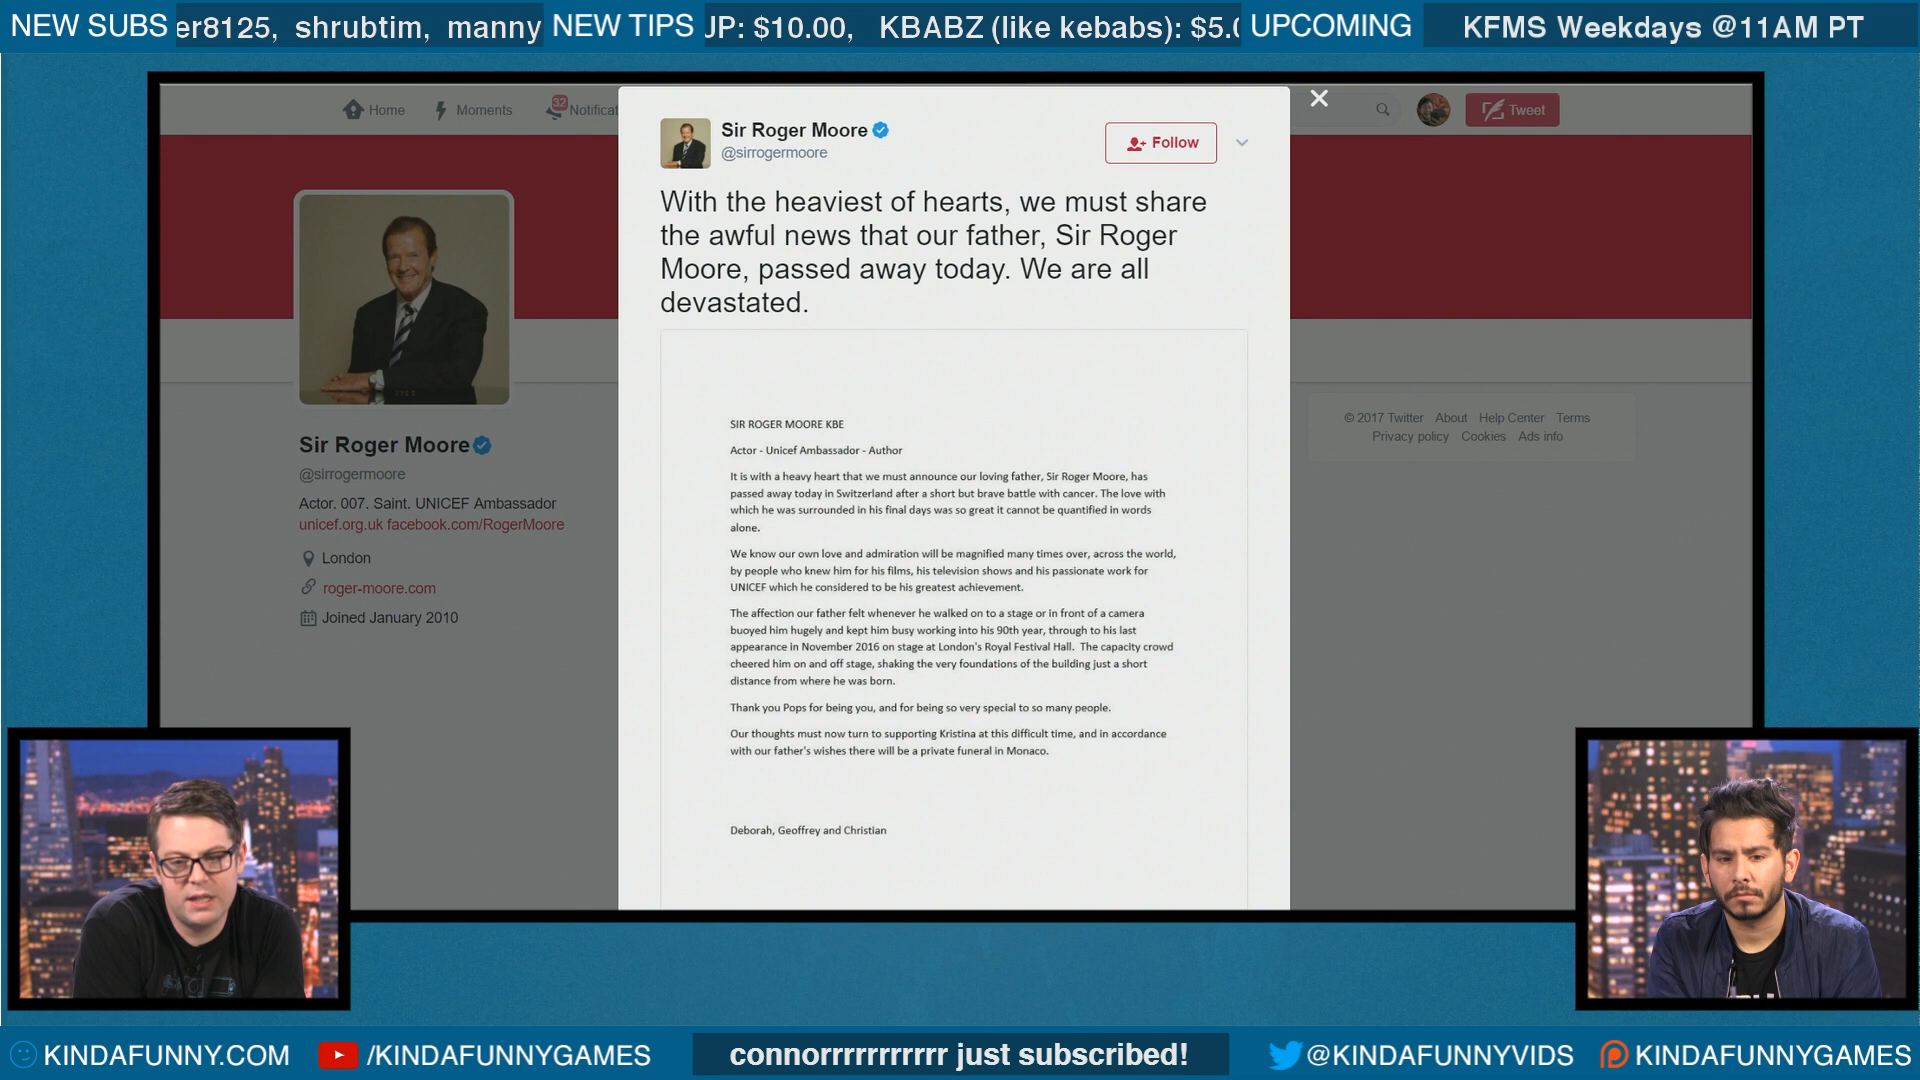 NEW SUBS er8125, shrubtim, manny NEW TIPS JP: $10.00, KBABZ (like kebabs): $5.0 UPCOMING KFMS Weekdays @11AM PT
Home Moments 32 Notificat
Tweet
Sir Roger Moore
@sirrogermoore
Follow
With the heaviest of hearts, we must share
the awful news that our father, Sir Roger
Moore, passed away today. We are all
devastated.
SIR ROGER MOORE KBE
Actor - Unicef Ambassador - Author
It is with a heavy heart that we must announce our loving father, Sir Roger Moore, has
passed away today in Switzerland after a short but brave battle with cancer. The love with
which he was surrounded in his final days was so great it cannot be quantified in words
alone.
We know our own love and admiration will be magnified many times over, across the world,
by people who knew him for his films, his television shows and his passionate work for
UNICEF which he considered to be his greatest achievement.
The affection our father felt whenever he walked on to a stage or in front of a camera
buoyed him hugely and kept him busy working into his 90th year, through to his last
appearance in November 2016 on stage at London's Royal Festival Hall. The capacity crowd
cheered him on and off stage, shaking the very foundations of the building just a short
distance from where he was born.
Thank you Pops for being you, and for being so very special to so many people.
Our thoughts must now turn to supporting Kristina at this difficult time, and in accordance
with our father's wishes there will be a private funeral in Monaco.
Deborah, Geoffrey and Christian
Sir Roger Moore
@sirrogermoore
Actor. 007. Saint. UNICEF Ambassador
unicef.org.uk facebook.com/RogerMoore
London
roger-moore.com
Joined January 2010
© 2017 Twitter About Help Center Terms
Privacy policy Cookies Ads info
KINDAFUNNY.COM /KINDAFUNNYGAMES connorrrrrrrrrrr just subscribed! @KINDAFUNNYVIDS KINDAFUNNYGAMES